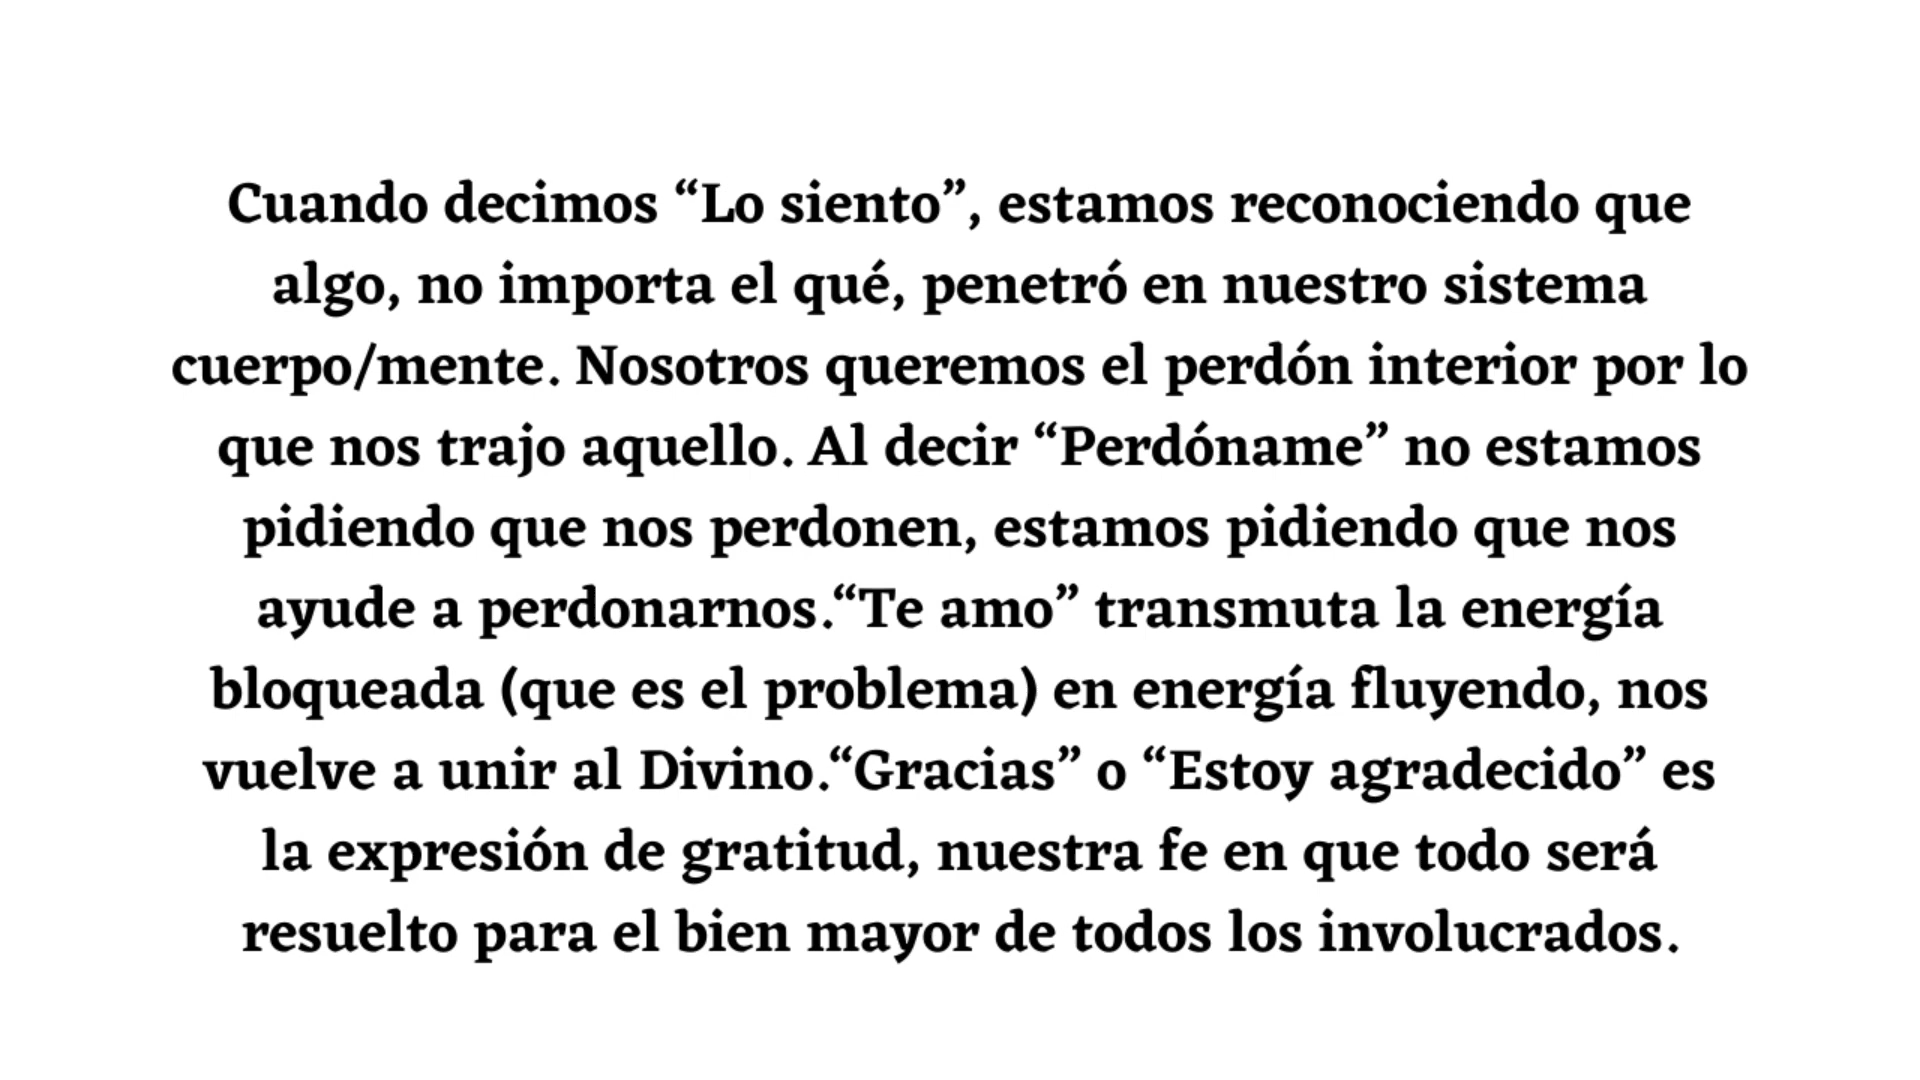 Cuando decimos “Lo siento”, estamos reconociendo que
algo, no importa el qué, penetró en nuestro sistema
cuerpo/mente. Nosotros queremos el perdón interior por lo
que nos trajo aquello. Al decir “Perdóname” no estamos
pidiendo que nos perdonen, estamos pidiendo que nos
ayude a perdonarnos.“Te amo” transmuta la energía
bloqueada (que es el problema) en energía fluyendo, nos
vuelve a unir al Divino.“Gracias” o “Estoy agradecido” es
la expresión de gratitud, nuestra fe en que todo será
resuelto para el bien mayor de todos los involucrados.